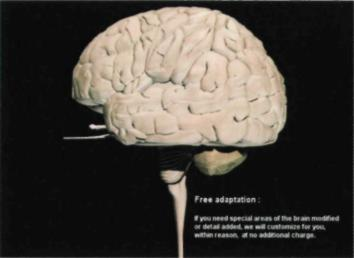 Free adaptation :
If you need special areas of the brain modified
or detail added, we will customize for you,
within reason, at no additional charge.